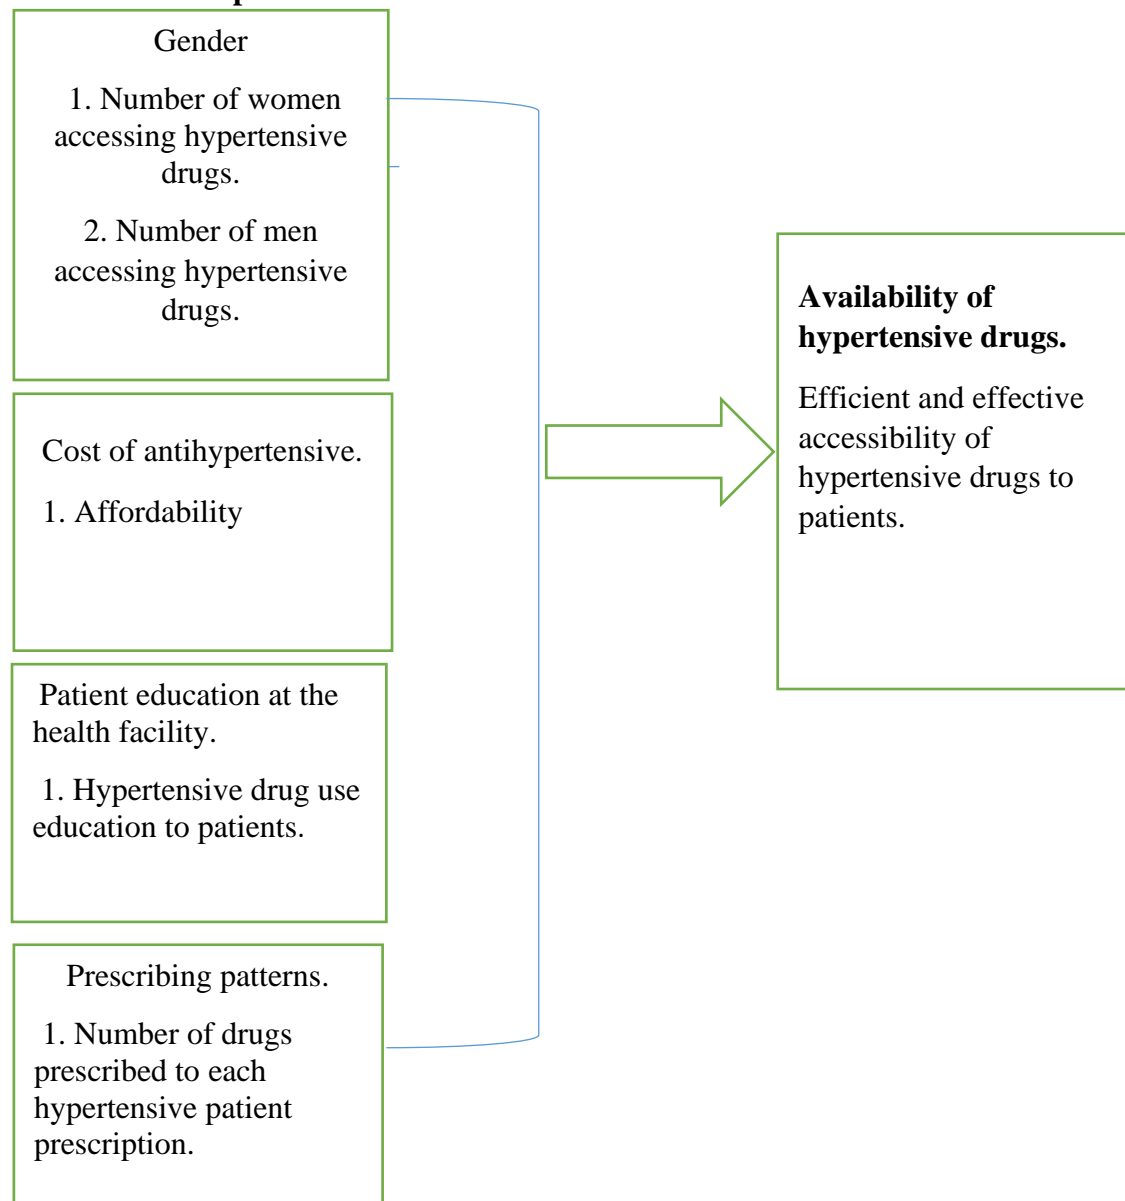 Gender
1. Number of women
accessing hypertensive
drugs.
2. Number of men
accessing hypertensive
drugs.
Cost of antihypertensive.
1. Affordability
Patient education at the
health facility.
1. Hypertensive drug use
education to patients.
Prescribing patterns.
1. Number of drugs
prescribed to each
hypertensive patient
prescription.
Availability of
hypertensive drugs.
Efficient and effective
accessibility of
hypertensive drugs to
patients.